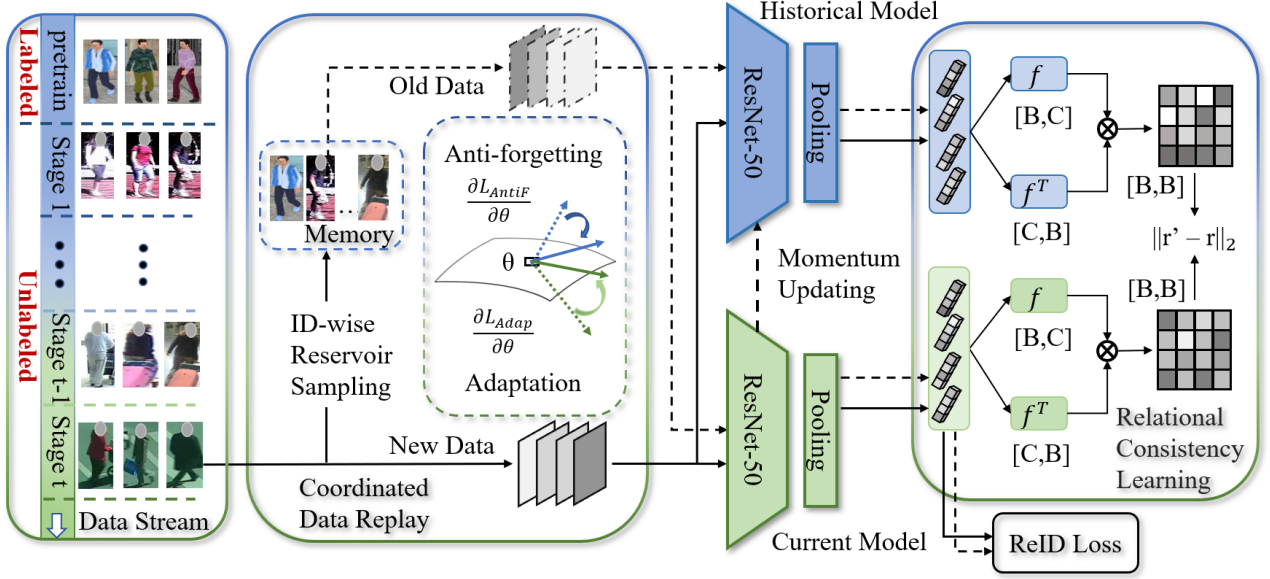 Labeled
pretrain
Stage 1
Unlabeled
Stage t-1
Stage t
Data Stream
Old Data
Memory
ID-wise
Reservoir
Sampling
New Data
Coordinated
Data Replay
Anti-forgetting
∂L_AntiF
∂θ
θ
∂L_Adap
∂θ
Adaptation
Historical Model
ResNet-50
Pooling
Momentum
Updating
ResNet-50
Pooling
Current Model
f
[B,C]
f^T
[C,B]
[B,B]
||r' − r||_2
[B,B]
f
[B,C]
f^T
[C,B]
Relational
Consistency
Learning
ReID Loss